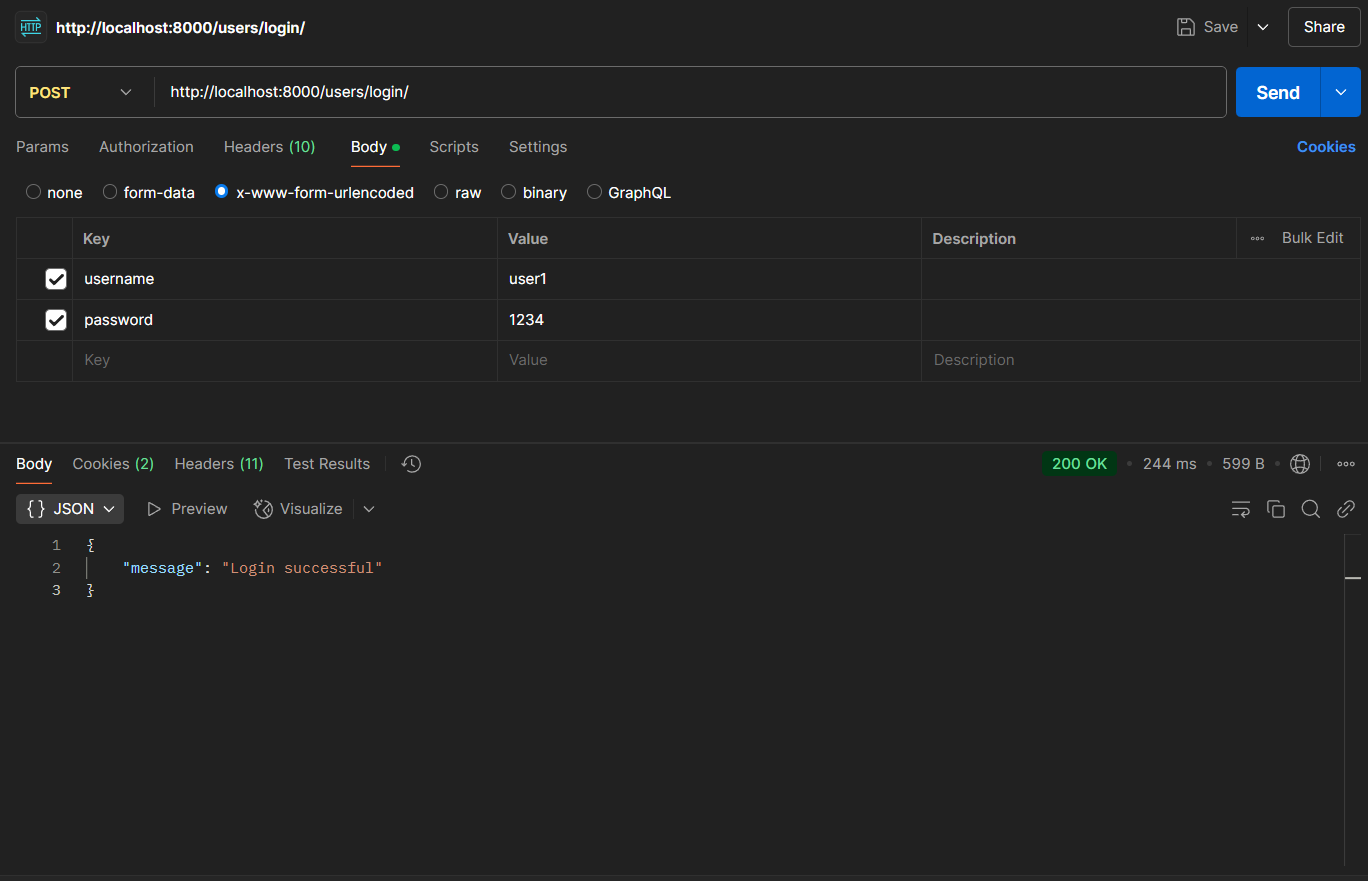 HTTP http://localhost:8000/users/login/ Save Share
POST http://localhost:8000/users/login/ Send
Params Authorization Headers (10) Body Scripts Settings Cookies
none form-data x-www-form-urlencoded raw binary GraphQL
Key Value Description Bulk Edit
username user1
password 1234
Key Value Description
Body Cookies (2) Headers (11) Test Results 200 OK 244 ms 599 B
{} JSON Preview Visualize
1 {
2 "message": "Login successful"
3 }